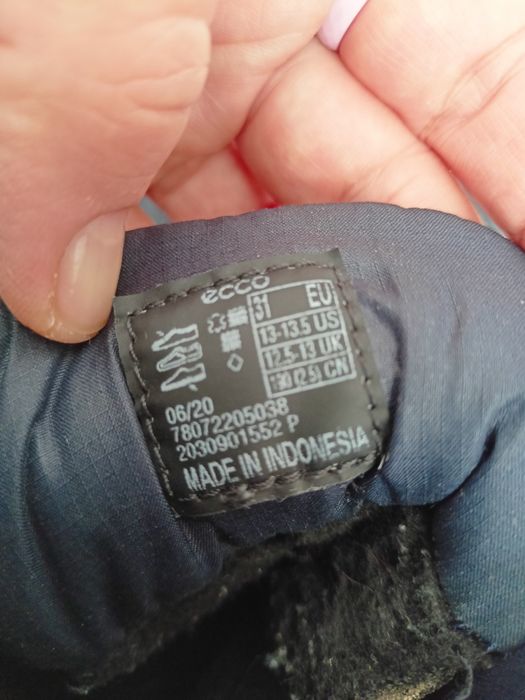 ecco
31 EU
13-13.5 US
12.5-13 UK
190 (2.5) CN
06/20
78072205038
2030901552 P
MADE IN INDONESIA